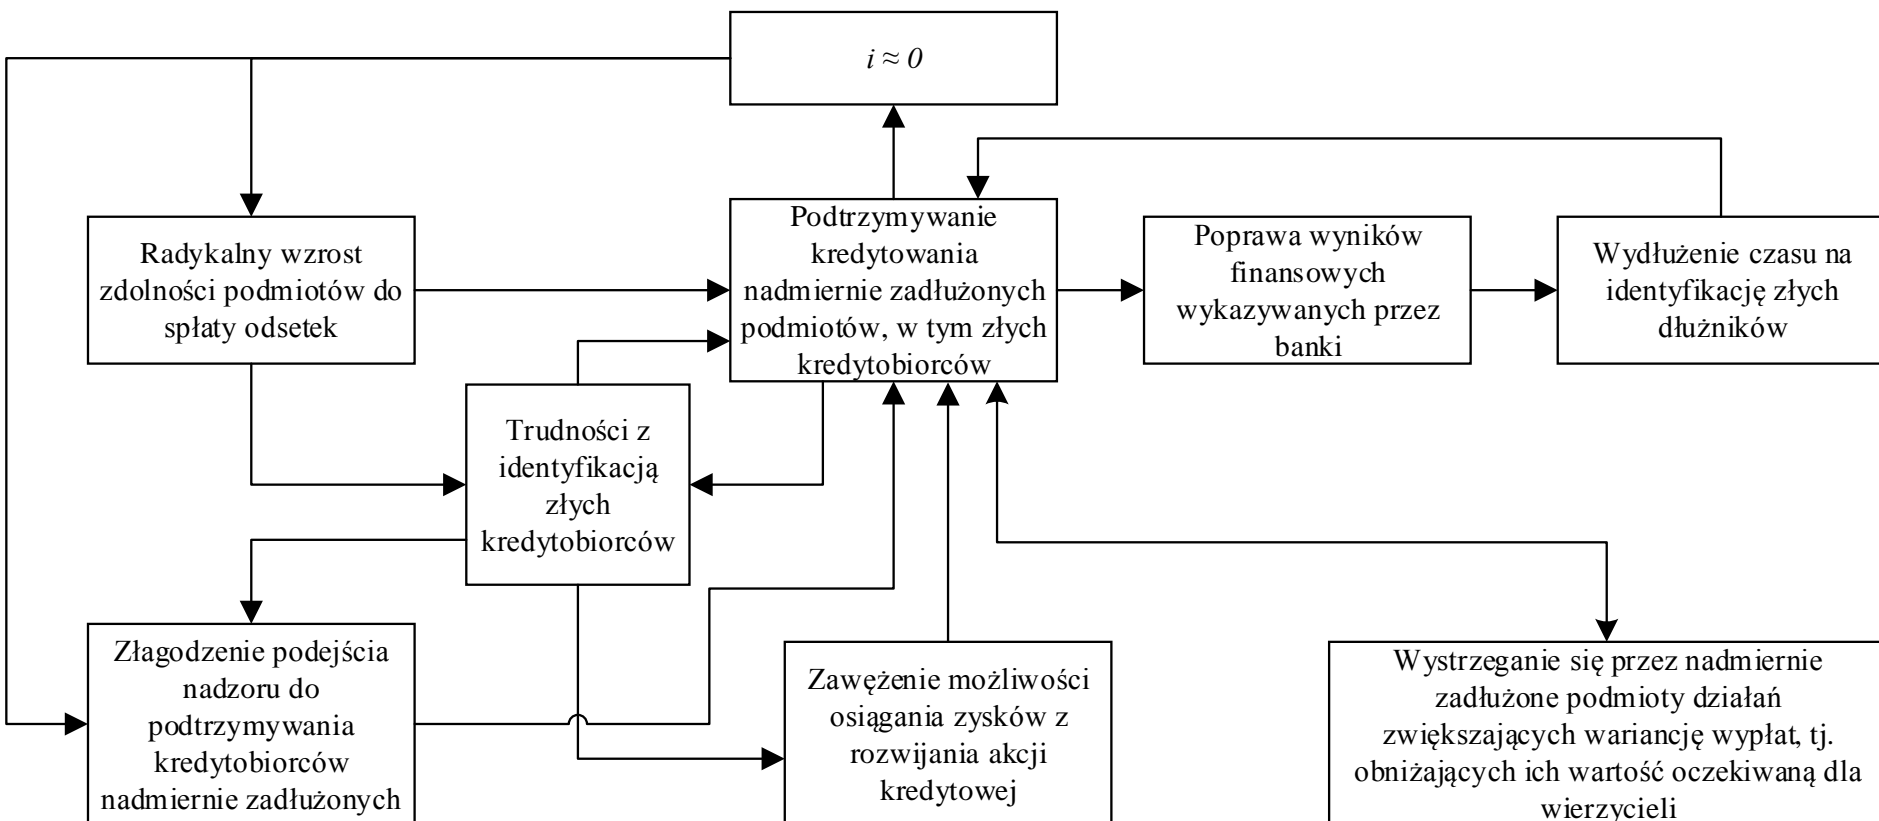 i ≈ 0
Radykalny wzrost
zdolności podmiotów do
spłaty odsetek
Podtrzymywanie
kredytowania
nadmiernie zadłużonych
podmiotów, w tym złych
kredytobiorców
Poprawa wyników
finansowych
wykazywanych przez
banki
Wydłużenie czasu na
identyfikację złych
dłużników
Trudności z
identyfikacją
złych
kredytobiorców
Złagodzenie podejścia
nadzoru do
podtrzymywania
kredytobiorców
nadmiernie zadłużonych
Zawężenie możliwości
osiągania zysków z
rozwijania akcji
kredytowej
Wystrzeganie się przez nadmiernie
zadłużone podmioty działań
zwiększających wariancję wypłat, tj.
obniżających ich wartość oczekiwaną dla
wierzycieli